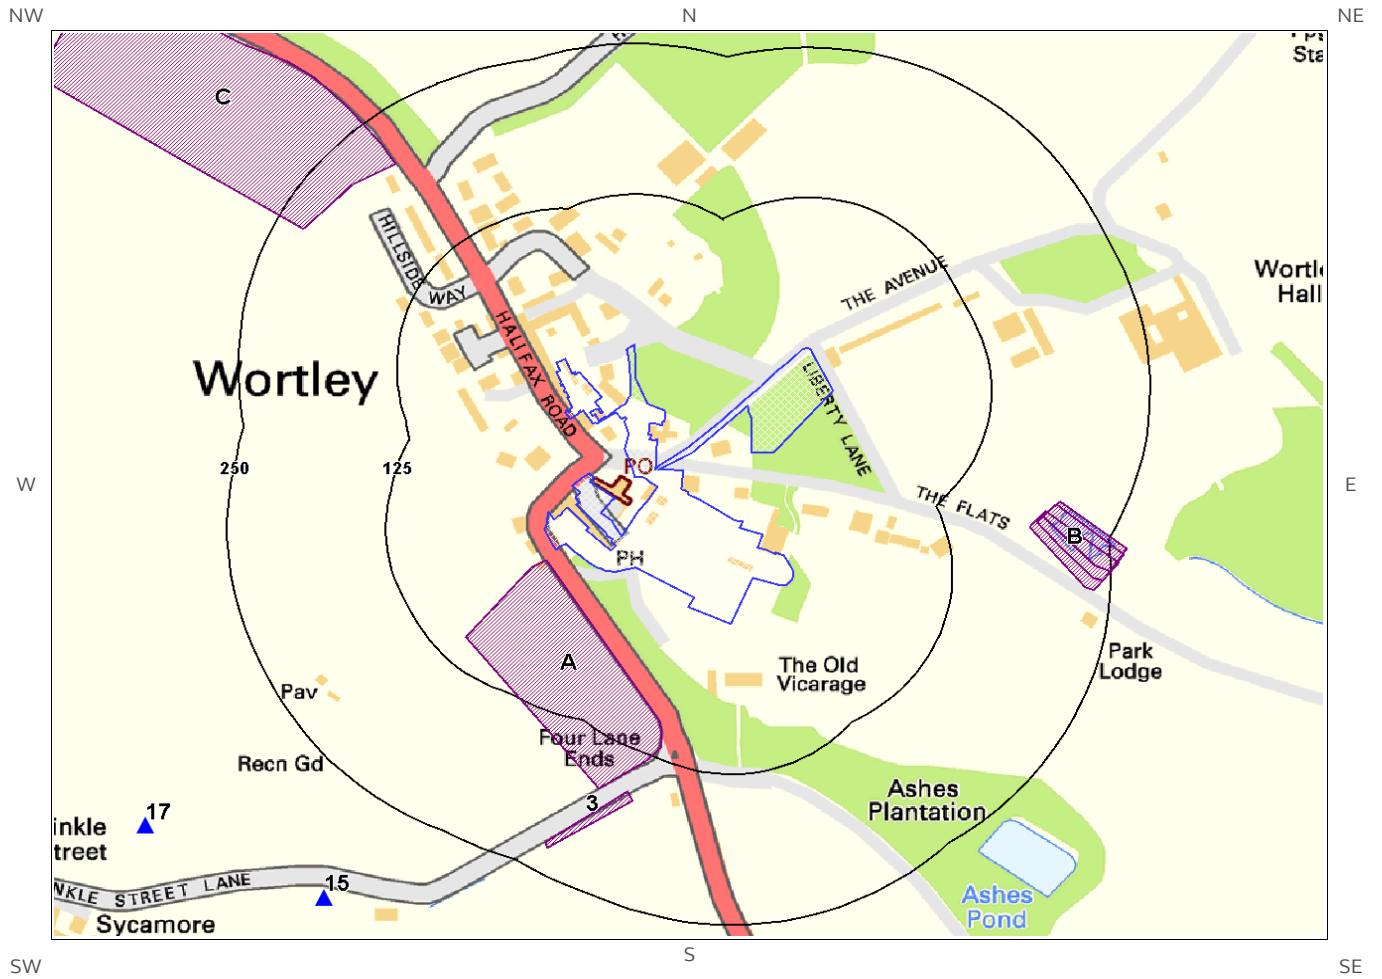 NW
N
NE
Sta
C
HILLSIDE
WAY
THE AVENUE
Wortle
Hall
HALIFAX ROAD
Wortley
LIBERTY LANE
250
125
PO
W
E
THE FLATS
B
PH
A
The Old
Vicarage
Park
Lodge
Pav
Four Lane
Ends
Recn Gd
Ashes
Plantation
3
17
inkle
treet
15
NKLE STREET LANE
Ashes
Pond
Sycamore
SW
S
SE